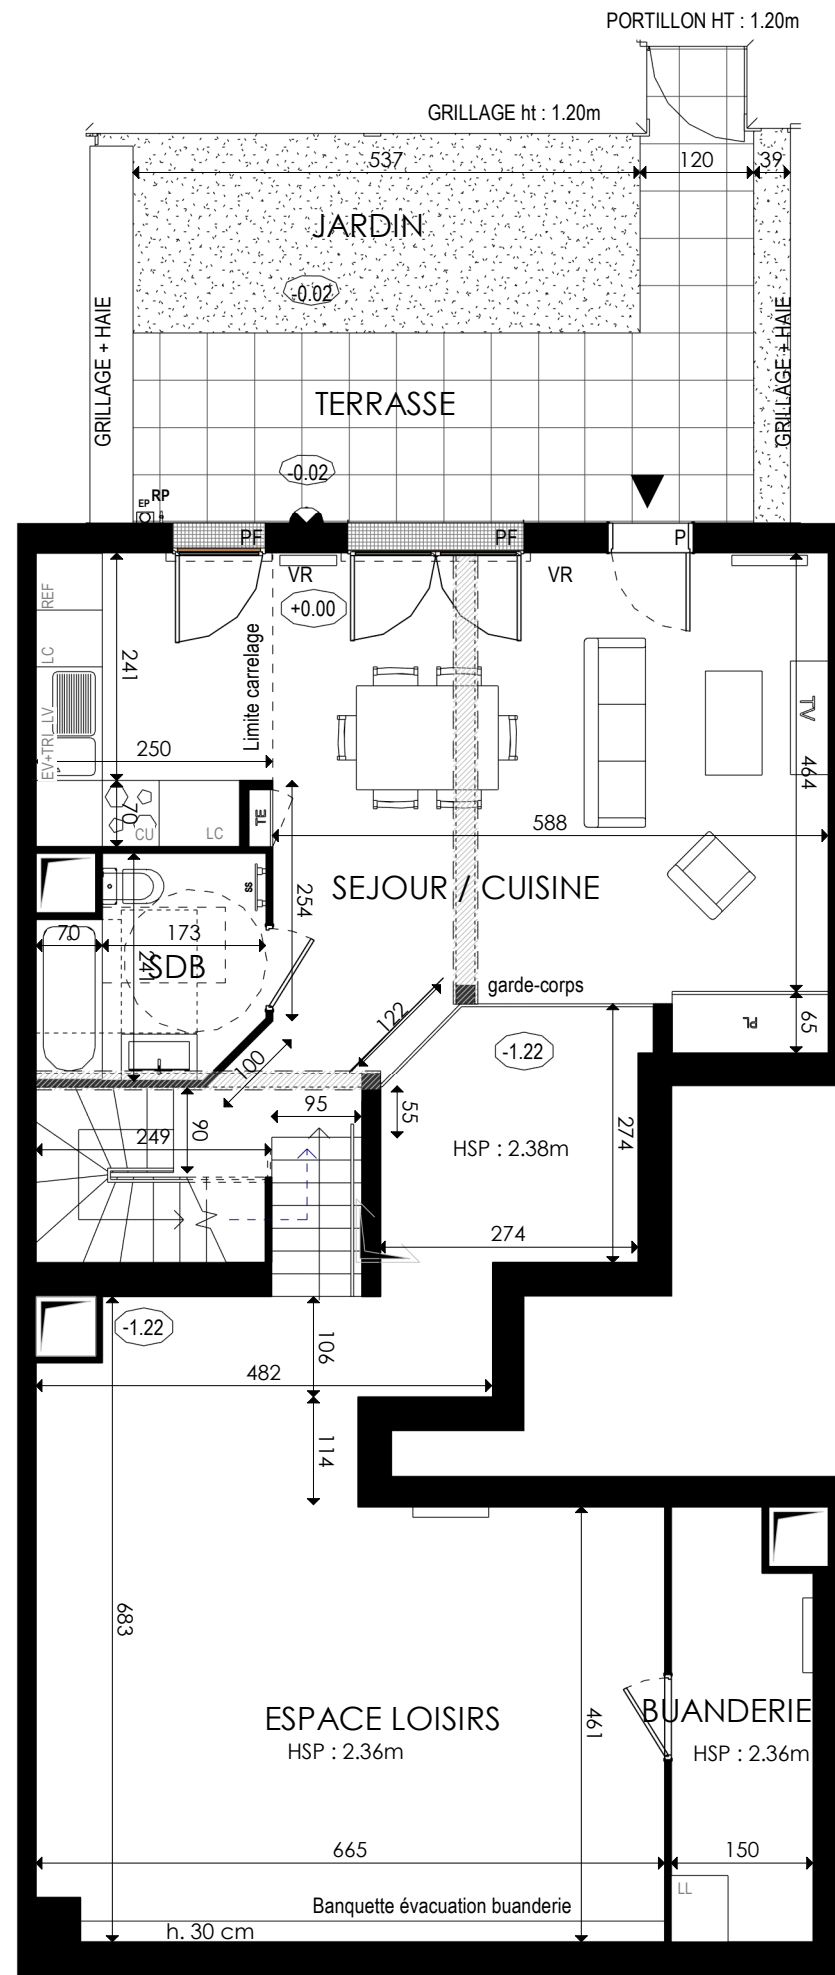 PORTILLON HT : 1.20m
GRILLAGE ht : 1.20m
537
120
39
JARDIN
-0.02
GRILLAGE + HAIE
GRILLAGE + HAIE
TERRASSE
-0.02
EP
RP
PF
PF
P
VR
VR
+0.00
REF
LC
241
Limite carrelage
EV+TRI
LV
250
TV
464
70
CU
LC
TE
588
SEJOUR / CUISINE
254
SS
70
173
SDB
241
garde-corps
PL
65
122
100
-1.22
95
55
90
249
HSP : 2.38m
274
274
-1.22
106
482
114
683
ESPACE LOISIRS
HSP : 2.36m
461
BUANDERIE
HSP : 2.36m
665
150
LL
Banquette évacuation buanderie
h. 30 cm